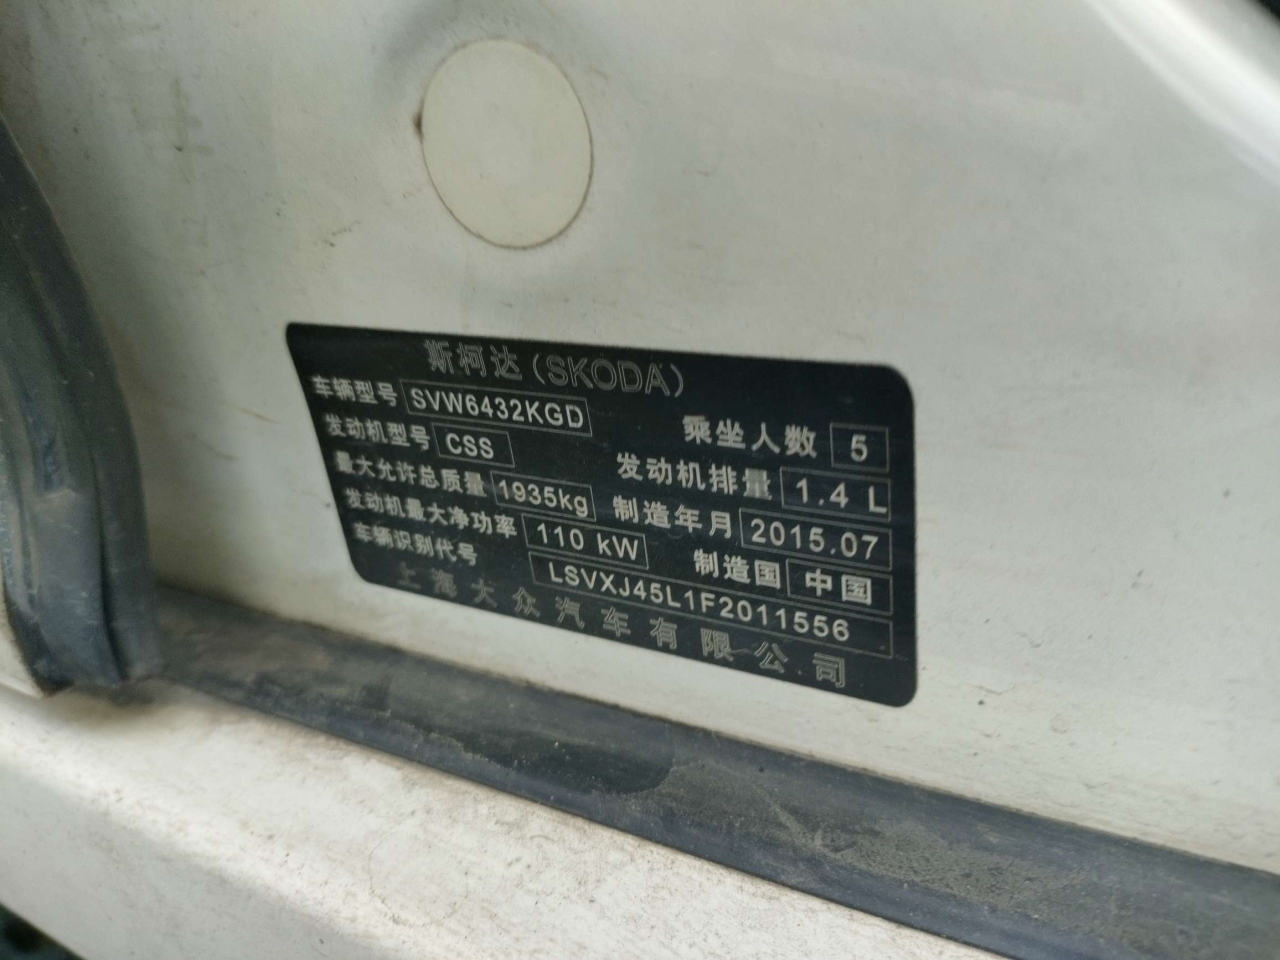 斯柯达(SKODA)
车辆型号 SVW6432KGD 乘坐人数 5
发动机型号 CSS 发动机排量 1.4 L
最大允许总质量 1935kg 制造年月 2015.07
发动机最大净功率 110 kW 制造国 中国
车辆识别代号 LSVXJ45L1F2011556
上海大众汽车有限公司